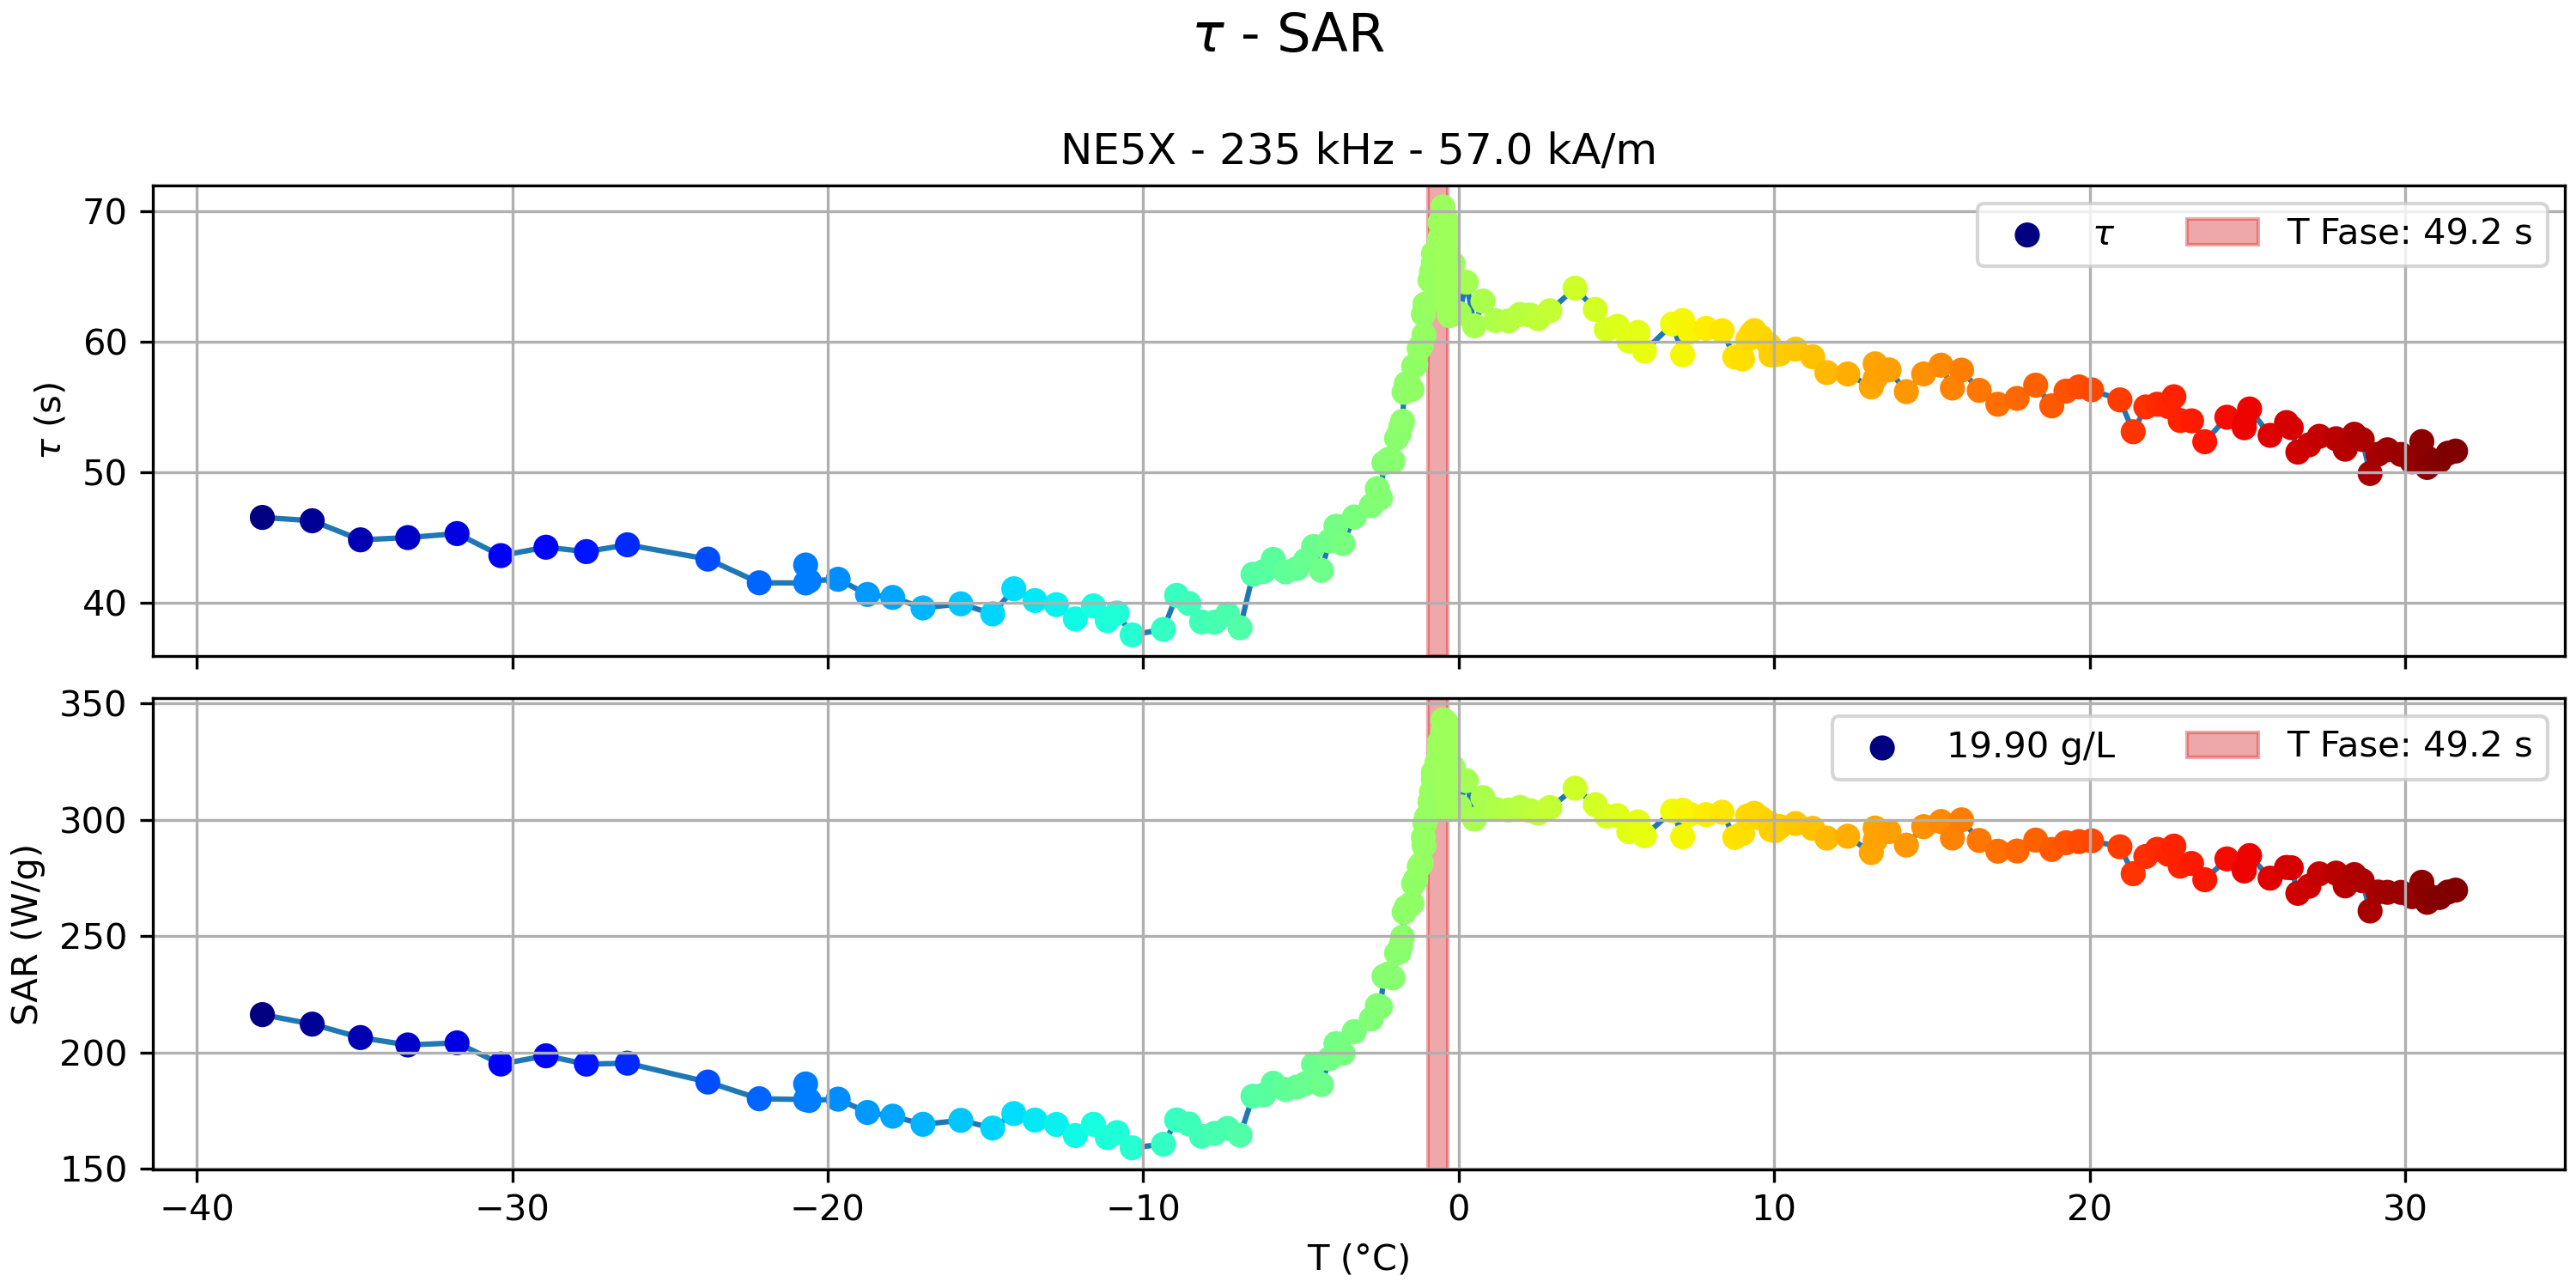 τ - SAR
NE5X - 235 kHz - 57.0 kA/m
70
60
50
40
τ (s)
τ
T Fase: 49.2 s
350
300
250
200
150
SAR (W/g)
19.90 g/L
T Fase: 49.2 s
−40 −30 −20 −10 0 10 20 30
T (°C)